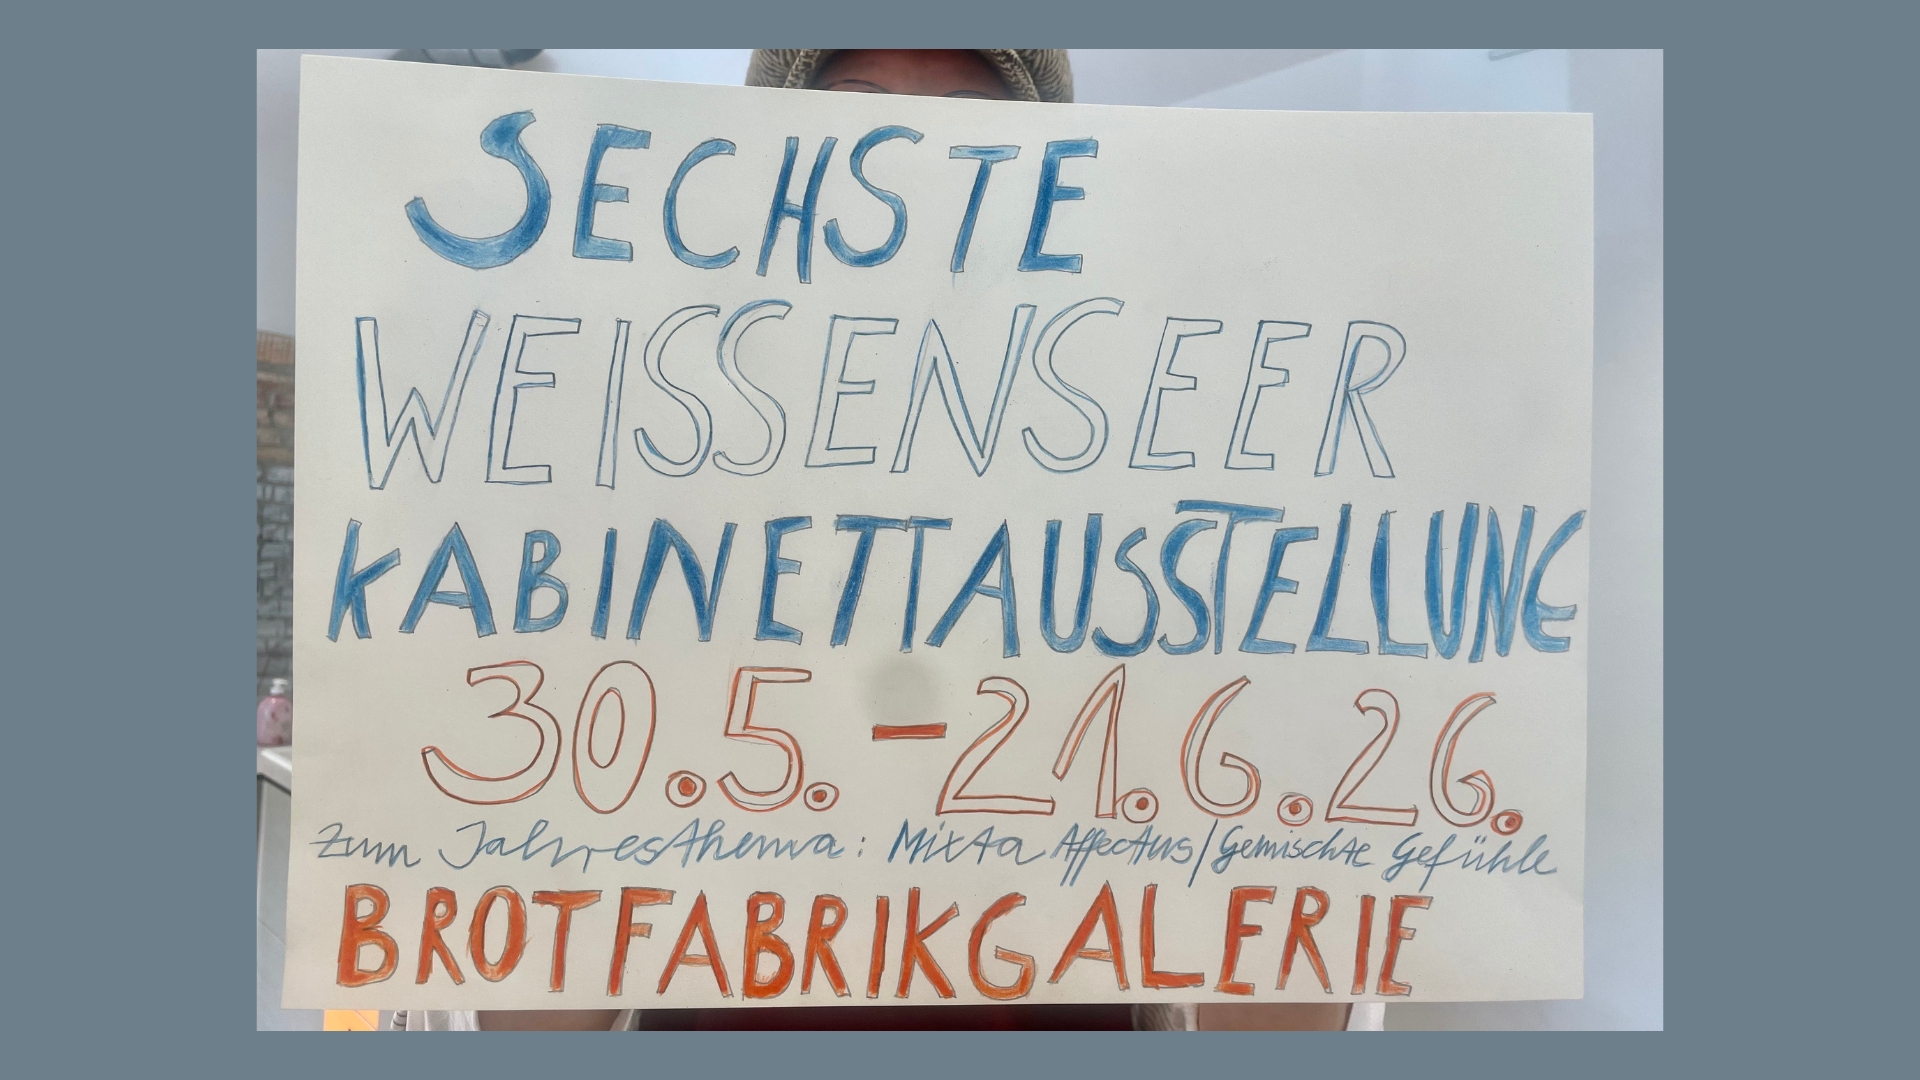 SECHSTE
WEISSENSEER
KABINETTAUSSTELLUNG
30.5.–21.6.26.
Zum Jahresthema: Mixta Affectus/Gemischte Gefühle
BROTFABRIKGALERIE